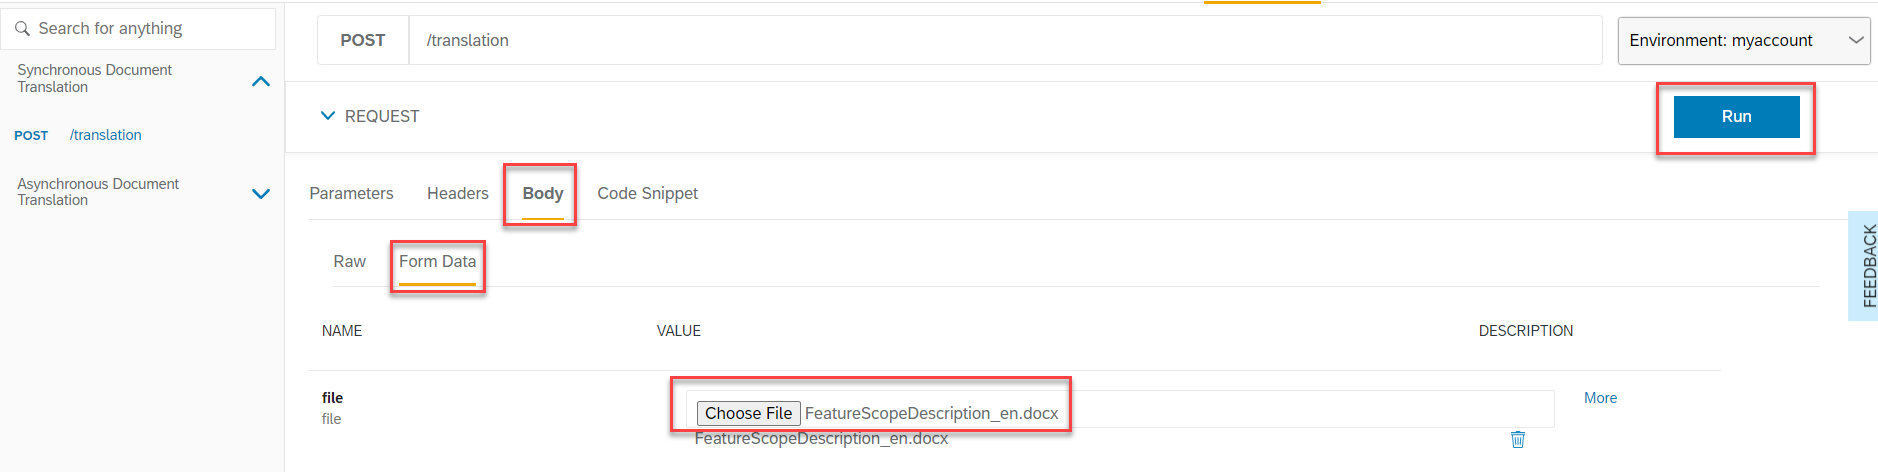 Search for anything
Synchronous Document
Translation
POST /translation
Asynchronous Document
Translation
POST /translation
Environment: myaccount
REQUEST
Run
Parameters Headers Body Code Snippet
Raw Form Data
NAME VALUE DESCRIPTION
file
file
Choose File FeatureScopeDescription_en.docx
FeatureScopeDescription_en.docx
More
FEEDBACK